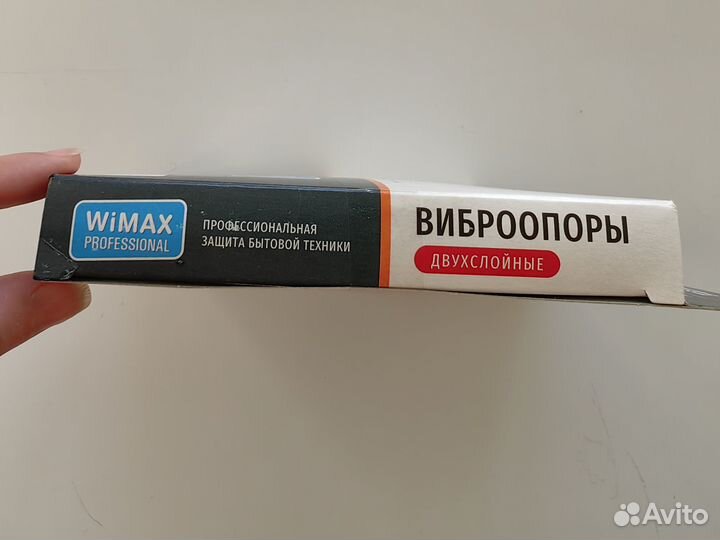 WiMAX
PROFESSIONAL
ПРОФЕССИОНАЛЬНАЯ
ЗАЩИТА БЫТОВОЙ ТЕХНИКИ
ВИБРООПОРЫ
ДВУХСЛОЙНЫЕ
Avito